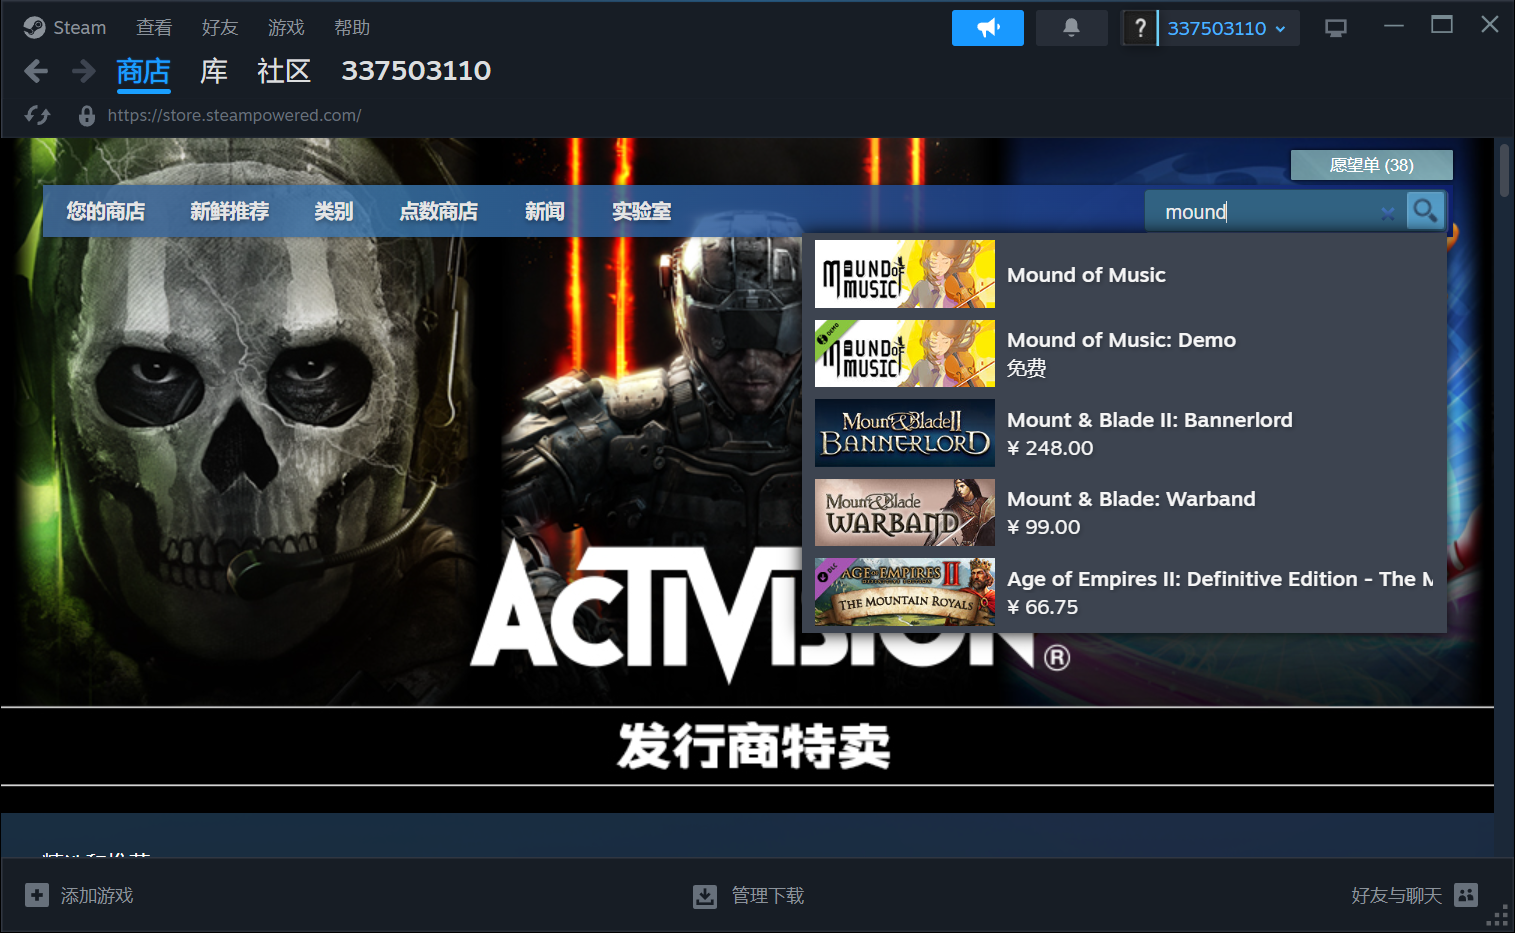 Steam 查看 好友 游戏 帮助
? 337503110
商店 库 社区 337503110
https://store.steampowered.com/
愿望单 (38)
您的商店 新鲜推荐 类别 点数商店 新闻 实验室
mound
MOUND OF MUSIC
Mound of Music
DEMO
MOUND OF MUSIC
Mound of Music: Demo
免费
Mount & Blade II
BANNERLORD
Mount & Blade II: Bannerlord
¥ 248.00
Mount & Blade
WARBAND
Mount & Blade: Warband
¥ 99.00
DLC
AGE OF EMPIRES II
DEFINITIVE EDITION
THE MOUNTAIN ROYALS
Age of Empires II: Definitive Edition - The M
¥ 66.75
ACTIVISION®
发行商特卖
添加游戏 管理下载 好友与聊天